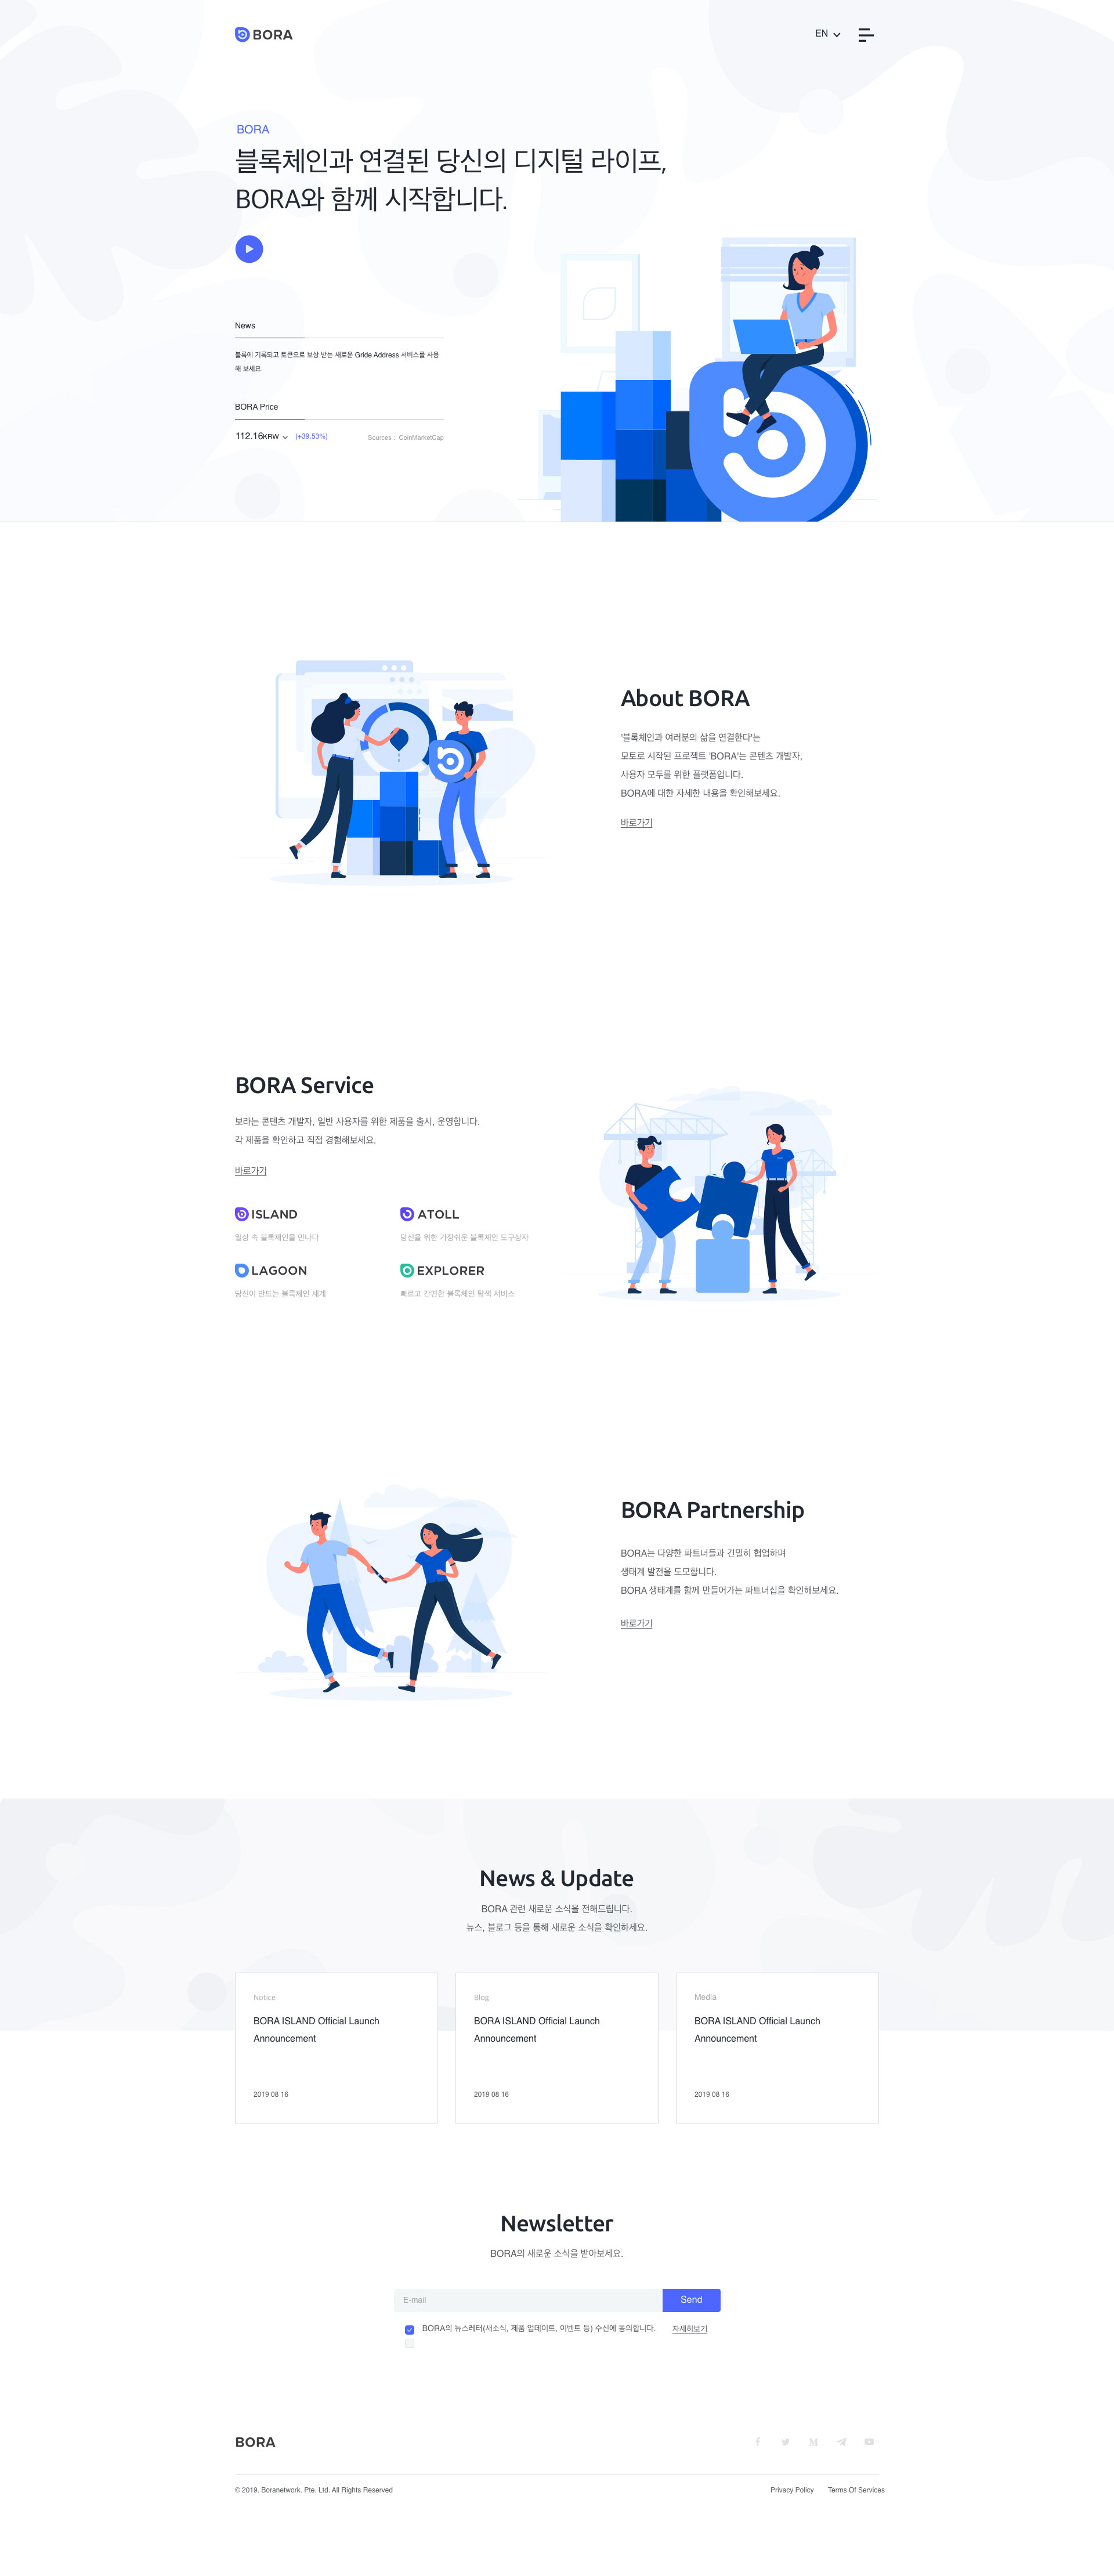 BORA
EN
BORA
블록체인과 연결된 당신의 디지털 라이프,
BORA와 함께 시작합니다.
News
블록에 기록되고 토큰으로 보상 받는 새로운 Gride Address 서비스를 사용
해 보세요.
BORA Price
112.16KRW (+39.53%) Sources : CoinMarketCap
About BORA
'블록체인과 여러분의 삶을 연결한다'는
모토로 시작된 프로젝트 'BORA'는 콘텐츠 개발자,
사용자 모두를 위한 플랫폼입니다.
BORA에 대한 자세한 내용을 확인해보세요.
바로가기
BORA Service
보라는 콘텐츠 개발자, 일반 사용자를 위한 제품을 출시, 운영합니다.
각 제품을 확인하고 직접 경험해보세요.
바로가기
ISLAND
일상 속 블록체인을 만나다
ATOLL
당신을 위한 가장쉬운 블록체인 도구상자
LAGOON
당신이 만드는 블록체인 세계
EXPLORER
빠르고 간편한 블록체인 탐색 서비스
BORA Partnership
BORA는 다양한 파트너들과 긴밀히 협업하며
생태계 발전을 도모합니다.
BORA 생태계를 함께 만들어가는 파트너십을 확인해보세요.
바로가기
News & Update
BORA 관련 새로운 소식을 전해드립니다.
뉴스, 블로그 등을 통해 새로운 소식을 확인하세요.
Notice
BORA ISLAND Official Launch
Announcement
2019 08 16
Blog
BORA ISLAND Official Launch
Announcement
2019 08 16
Media
BORA ISLAND Official Launch
Announcement
2019 08 16
Newsletter
BORA의 새로운 소식을 받아보세요.
E-mail
Send
BORA의 뉴스레터(새소식, 제품 업데이트, 이벤트 등) 수신에 동의합니다. 자세히보기
BORA
© 2019. Boranetwork. Pte. Ltd. All Rights Reserved
Privacy Policy Terms Of Services